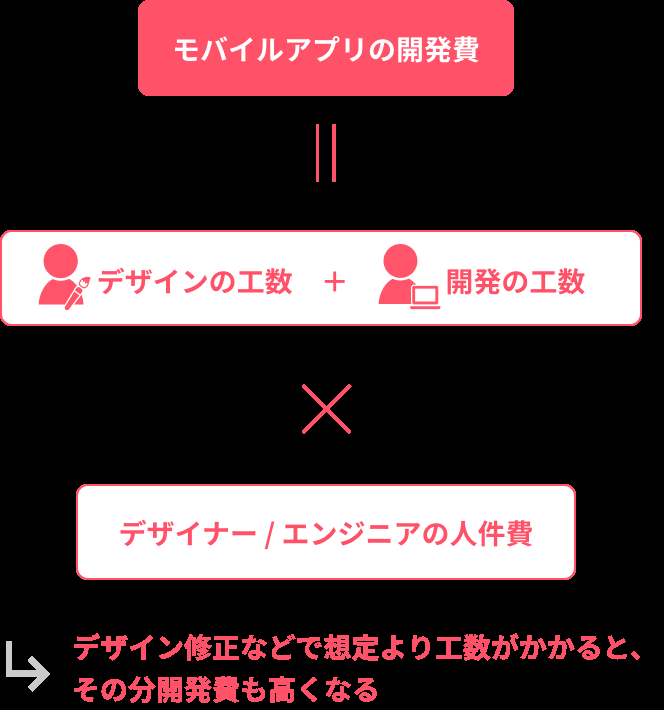 モバイルアプリの開発費
デザインの工数 + 開発の工数
デザイナー / エンジニアの人件費
デザイン修正などで想定より工数がかかると、
その分開発費も高くなる